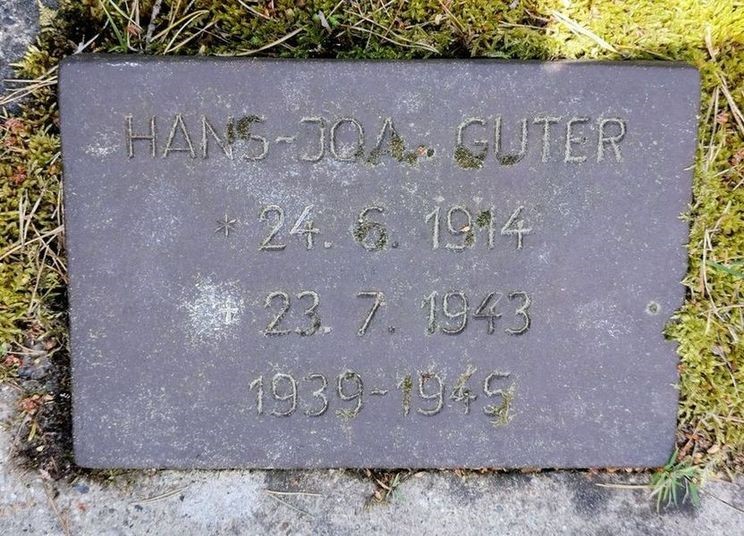 HANS-JOA. GUTER
* 24. 6. 1914
† 23. 7. 1943
1939-1945